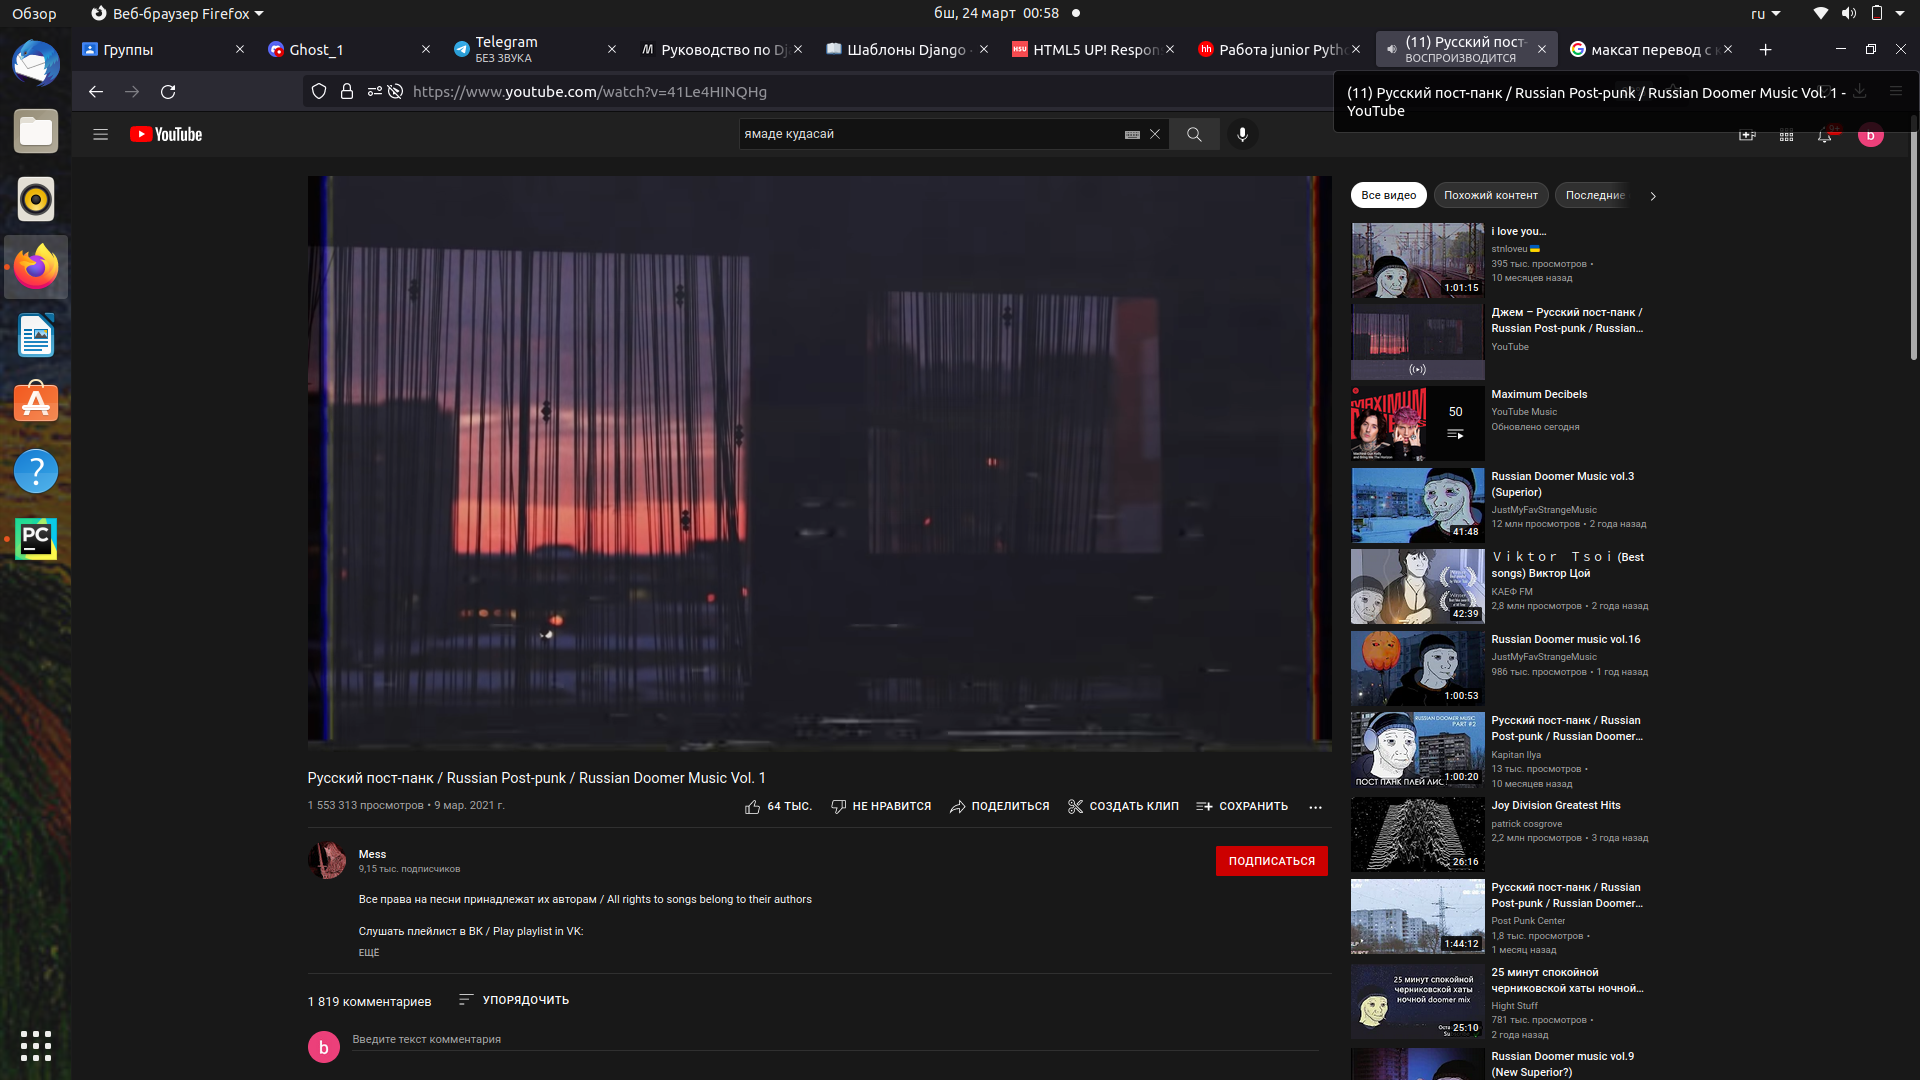 Обзор
Веб-браузер Firefox
бш, 24 март 00:58
ru
Группы
Ghost_1
Telegram
БЕЗ ЗВУКА
Руководство по Dj
Шаблоны Django
HTML5 UP! Respon
Работа junior Pytho
(11) Русский пост-
ВОСПРОИЗВОДИТСЯ
максат перевод с к
https://www.youtube.com/watch?v=41Le4HINQHg
(11) Русский пост-панк / Russian Post-punk / Russian Doomer Music Vol. 1 -
YouTube
YouTube
ямаде кудасай
9+
b
Все видео
Похожий контент
Последние
i love you...
stnloveu
395 тыс. просмотров •
10 месяцев назад
1:01:15
Джем – Русский пост-панк /
Russian Post-punk / Russian...
YouTube
MAXIMUM
50
Maximum Decibels
YouTube Music
Обновлено сегодня
Russian Doomer Music vol.3
(Superior)
JustMyFavStrangeMusic
12 млн просмотров • 2 года назад
41:48
Viktor Tsoi (Best
songs) Виктор Цой
КАЕФ FM
2,8 млн просмотров • 2 года назад
42:39
Russian Doomer music vol.16
JustMyFavStrangeMusic
986 тыс. просмотров • 1 год назад
1:00:53
RUSSIAN DOOMER MUSIC
PART #2
ПОСТ ПАНК ПЛЕЙ ЛИС
1:00:20
Русский пост-панк / Russian
Post-punk / Russian Doomer...
Kapitan Ilya
13 тыс. просмотров •
10 месяцев назад
Joy Division Greatest Hits
patrick cosgrove
2,2 млн просмотров • 3 года назад
26:16
Русский пост-панк / Russian
Post-punk / Russian Doomer...
Post Punk Center
1,8 тыс. просмотров •
1 месяц назад
1:44:12
25 минут спокойной
черниковской хаты
ночной doomer mix
25:10
25 минут спокойной
черниковской хаты ночной...
Hight Stuff
781 тыс. просмотров •
2 года назад
Russian Doomer music vol.9
(New Superior?)
Русский пост-панк / Russian Post-punk / Russian Doomer Music Vol. 1
1 553 313 просмотров • 9 мар. 2021 г.
64 ТЫС.
НЕ НРАВИТСЯ
ПОДЕЛИТЬСЯ
СОЗДАТЬ КЛИП
СОХРАНИТЬ
Mess
9,15 тыс. подписчиков
ПОДПИСАТЬСЯ
Все права на песни принадлежат их авторам / All rights to songs belong to their authors
Слушать плейлист в ВК / Play playlist in VK:
ЕЩЁ
1 819 комментариев
УПОРЯДОЧИТЬ
b
Введите текст комментария
PC